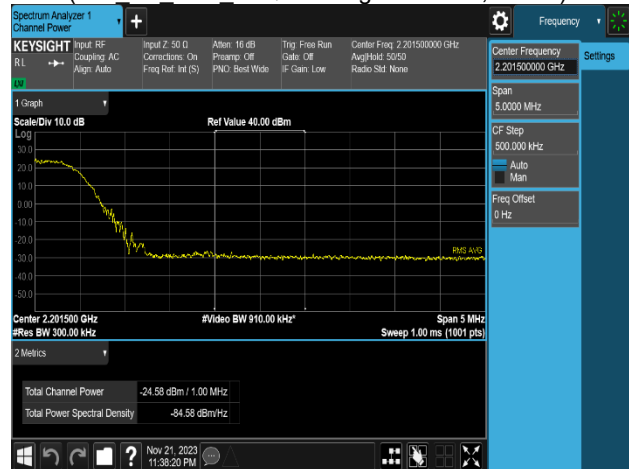 Spectrum Analyzer 1
Channel Power
Frequency
KEYSIGHT
RL
Input: RF
Coupling: AC
Align: Auto
Input Z: 50 Ω
Corrections: On
Freq Ref: Int (S)
Atten: 16 dB
Preamp: Off
PNO: Best Wide
Trig: Free Run
Gate: Off
IF Gain: Low
Center Freq: 2.201500000 GHz
Avg|Hold: 50/50
Radio Std: None
LW
Center Frequency
2.201500000 GHz
Settings
Span
5.0000 MHz
CF Step
500.000 kHz
Auto
Man
Freq Offset
0 Hz
1 Graph
Scale/Div 10.0 dB
Ref Value 40.00 dBm
Log
30.0
20.0
10.0
0.00
-10.0
-20.0
-30.0
-40.0
-50.0
RMS AVG
Center 2.201500 GHz
#Video BW 910.00 kHz*
Span 5 MHz
#Res BW 300.00 kHz
Sweep 1.00 ms (1001 pts)
2 Metrics
Total Channel Power -24.58 dBm / 1.00 MHz
Total Power Spectral Density -84.58 dBm/Hz
Nov 21, 2023
11:38:20 PM